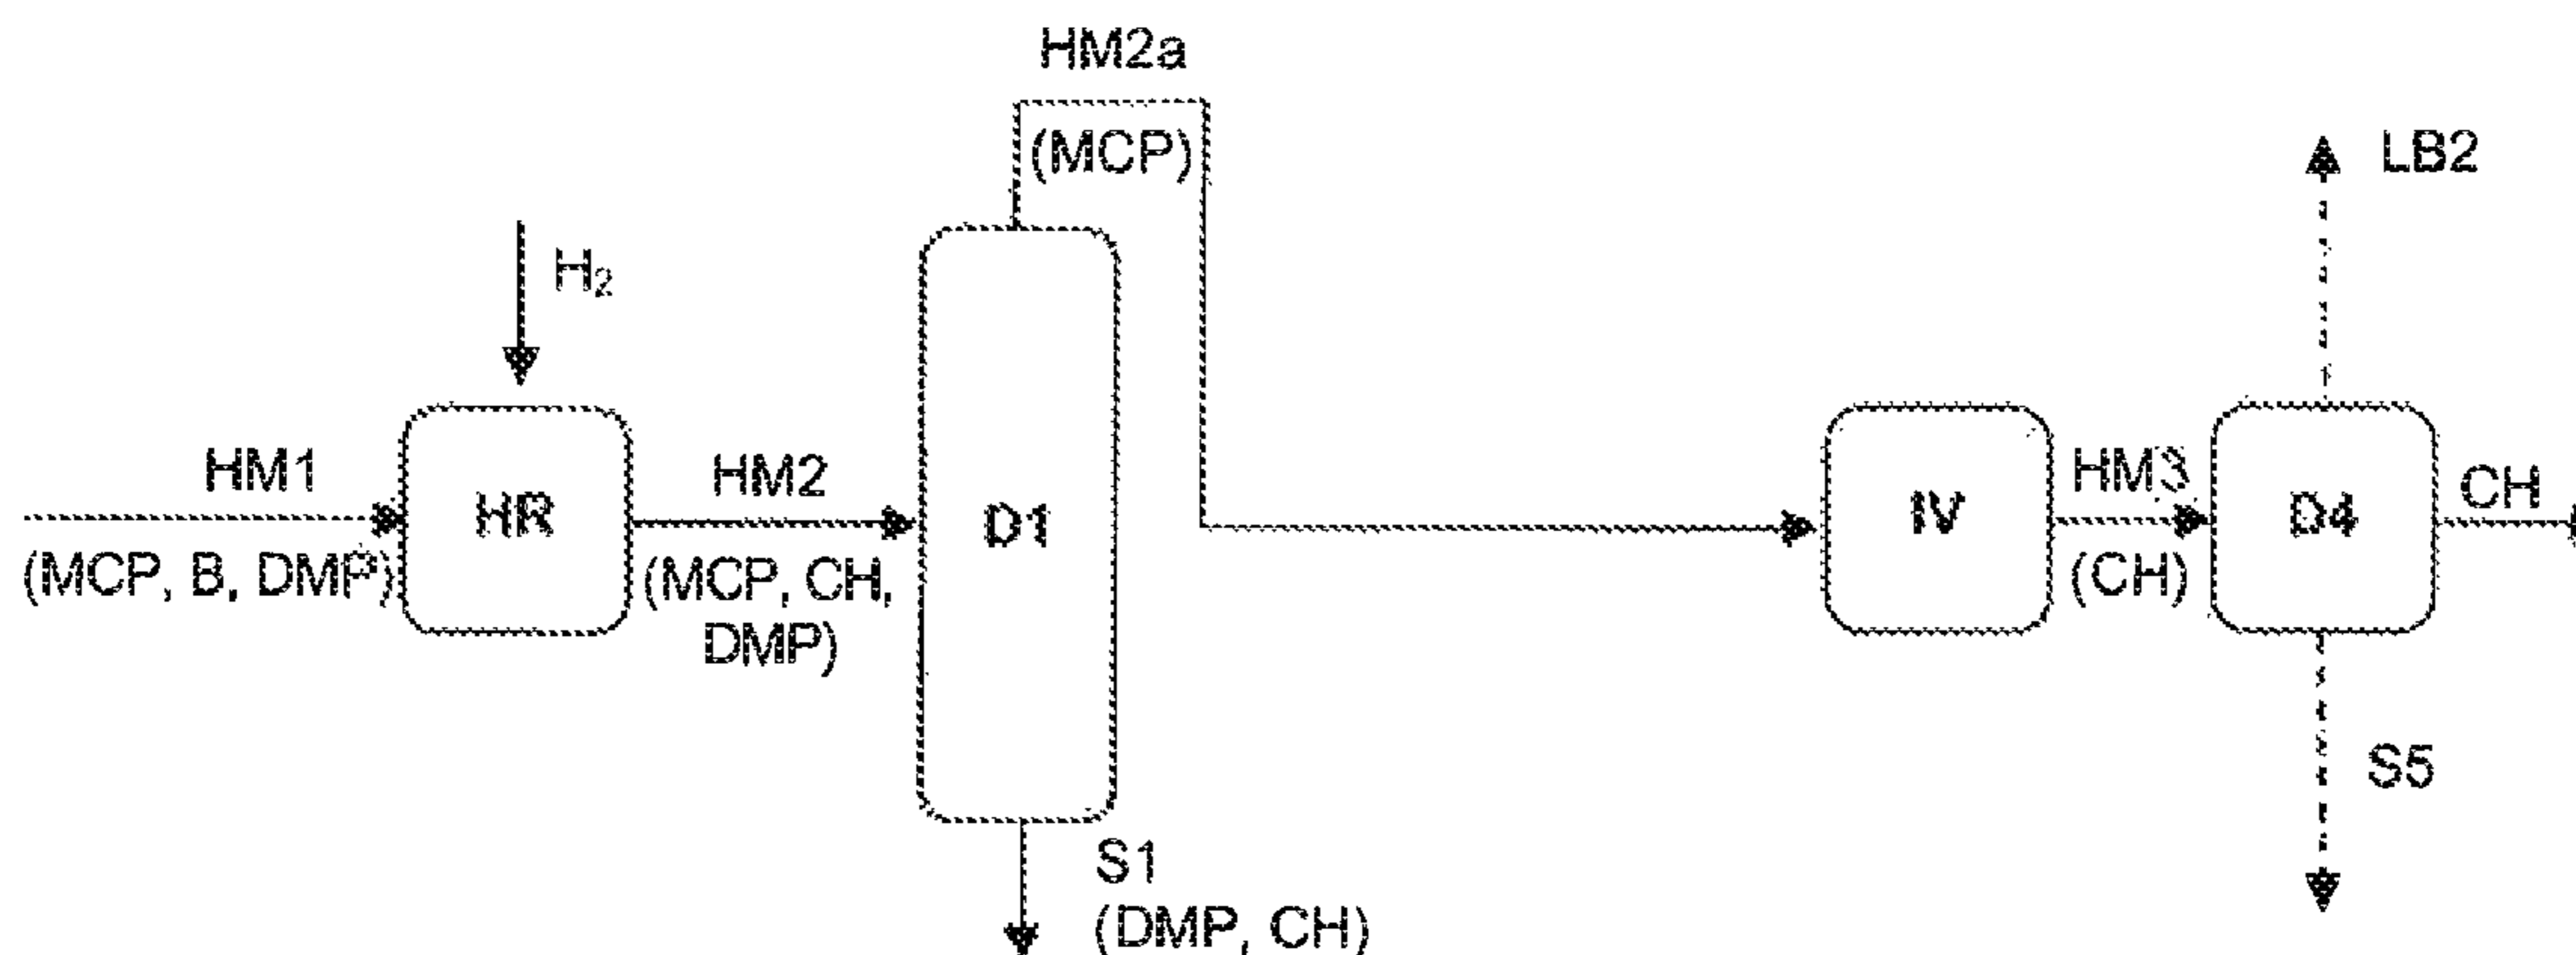 HM2a
(MCP)
LB2
H₂
HM1
HR
HM2
D1
IV
HM3
D4
CH
(MCP, B, DMP)
(MCP, CH,
DMP)
(CH)
S5
S1
(DMP, CH)